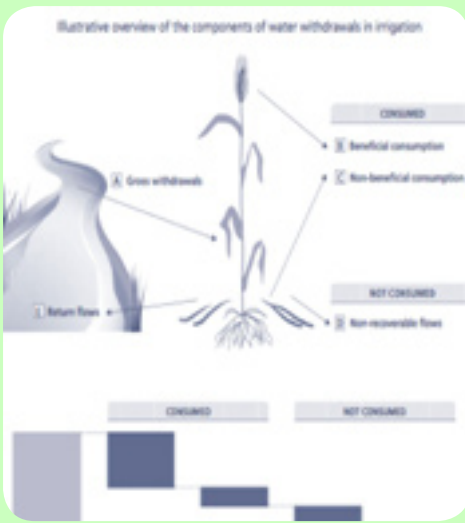 Illustrative overview of the components of water withdrawals in irrigation
CONSUMED
B Beneficial consumption
A Gross withdrawals
C Non-beneficial consumption
NOT CONSUMED
Return flows
D Non-recoverable flows
CONSUMED
NOT CONSUMED